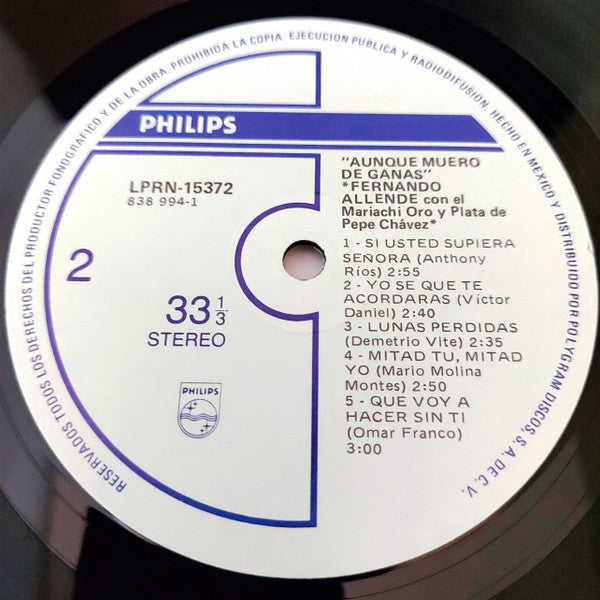 RESERVADOS TODOS LOS DERECHOS DEL PRODUCTOR FONOGRAFICO Y DE LA OBRA. PROHIBIDA LA COPIA EJECUCION PUBLICA Y RADIODIFUSION. HECHO EN MEXICO Y DISTRIBUIDO POR POLYGRAM DISCOS, S.A. DE C.V.
PHILIPS
LPRN-15372
838 994-1
2
33 1/3
STEREO
PHILIPS
"AUNQUE MUERO
DE GANAS"
*FERNANDO
ALLENDE con el
Mariachi Oro y Plata de
Pepe Chávez*
1 - SI USTED SUPIERA
SEÑORA (Anthony
Ríos) 2:55
2 - YO SE QUE TE
ACORDARAS (Víctor
Daniel) 2:40
3 - LUNAS PERDIDAS
(Demetrio Vite) 2:35
4 - MITAD TU, MITAD
YO (Mario Molina
Montes) 2:50
5 - QUE VOY A
HACER SIN TI
(Omar Franco)
3:00